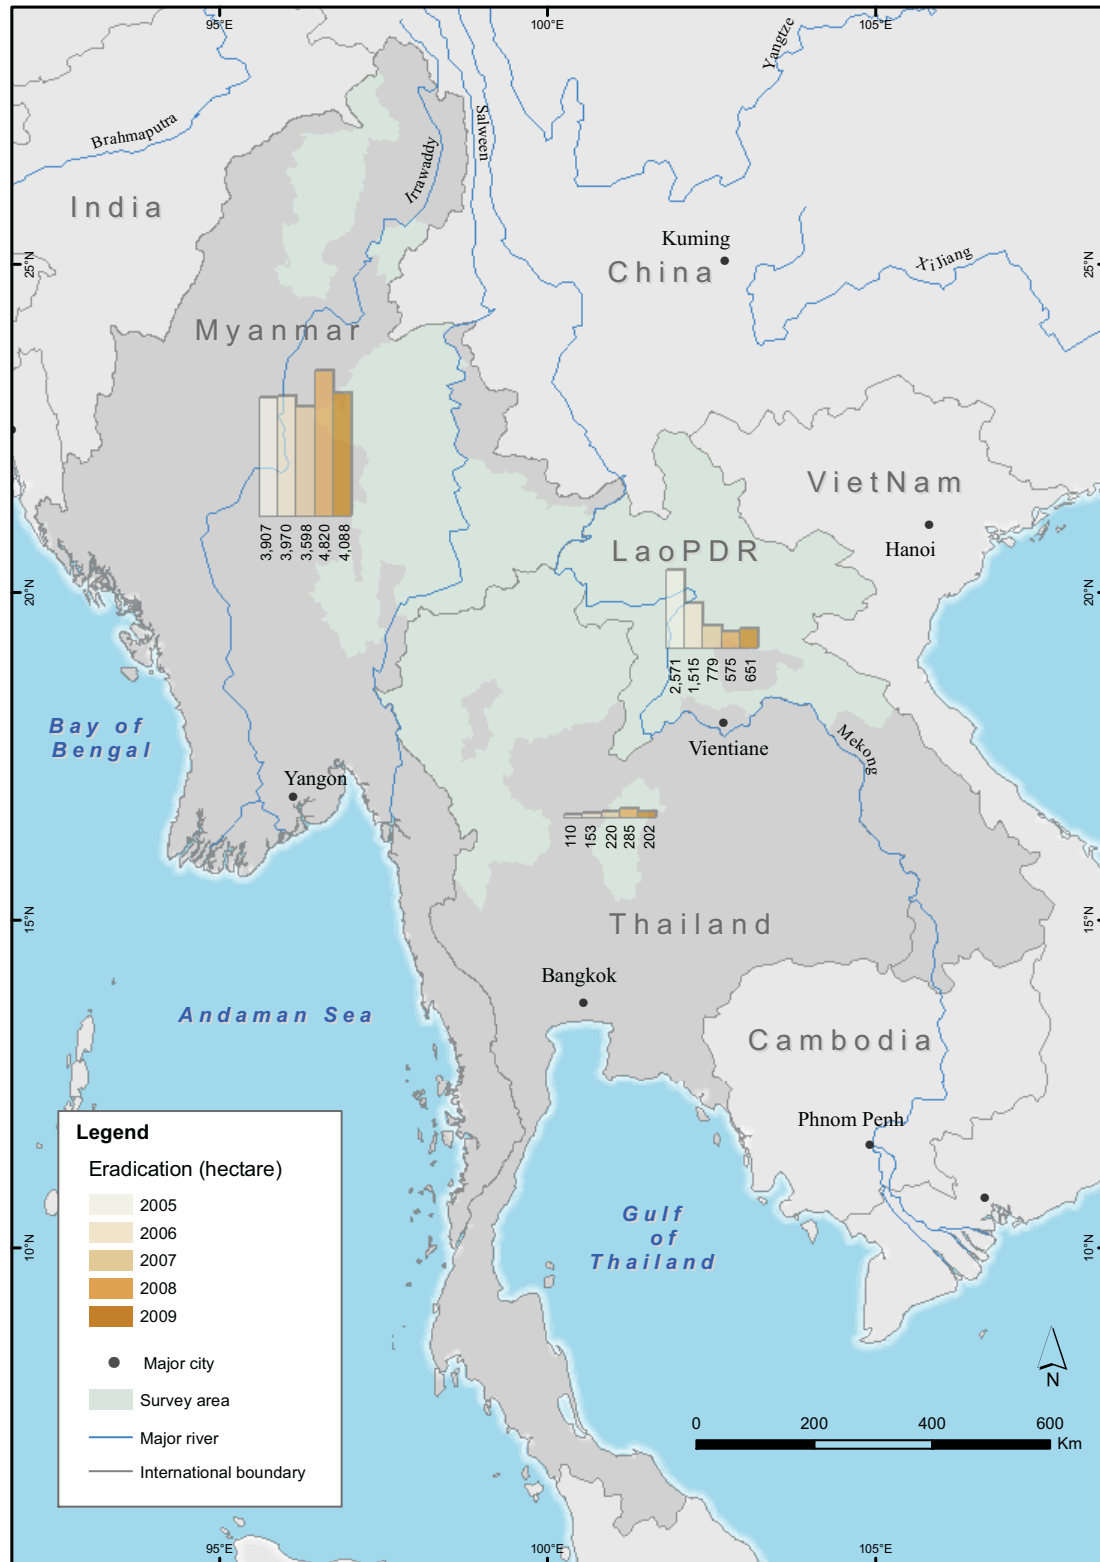 95°E
100°E
105°E
Yangtze
Brahmaputra
Salween
Irrawaddy
India
Kuming
China
XiJiang
25°N
25°N
Myanmar
3,907
3,970
3,598
4,820
4,088
VietNam
Hanoi
LaoPDR
20°N
20°N
2,571
1,515
779
575
651
Bay of
Bengal
Vientiane
Mekong
Yangon
110
153
220
285
202
15°N
15°N
Thailand
Bangkok
Andaman Sea
Cambodia
Phnom Penh
Legend
Eradication (hectare)
2005
2006
2007
2008
2009
Major city
Survey area
Major river
International boundary
Gulf
of
Thailand
10°N
10°N
N
0
200
400
600
Km
95°E
100°E
105°E